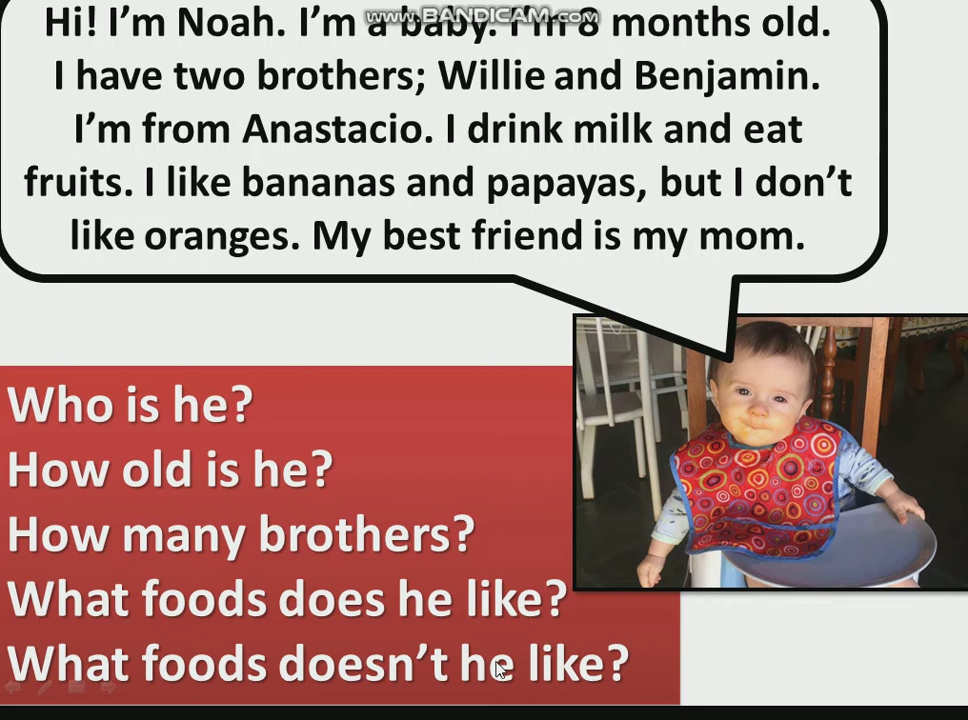 www.BANDICAM.com
Hi! I'm Noah. I'm a baby. I'm 8 months old.
I have two brothers; Willie and Benjamin.
I'm from Anastacio. I drink milk and eat
fruits. I like bananas and papayas, but I don't
like oranges. My best friend is my mom.
Who is he?
How old is he?
How many brothers?
What foods does he like?
What foods doesn't he like?